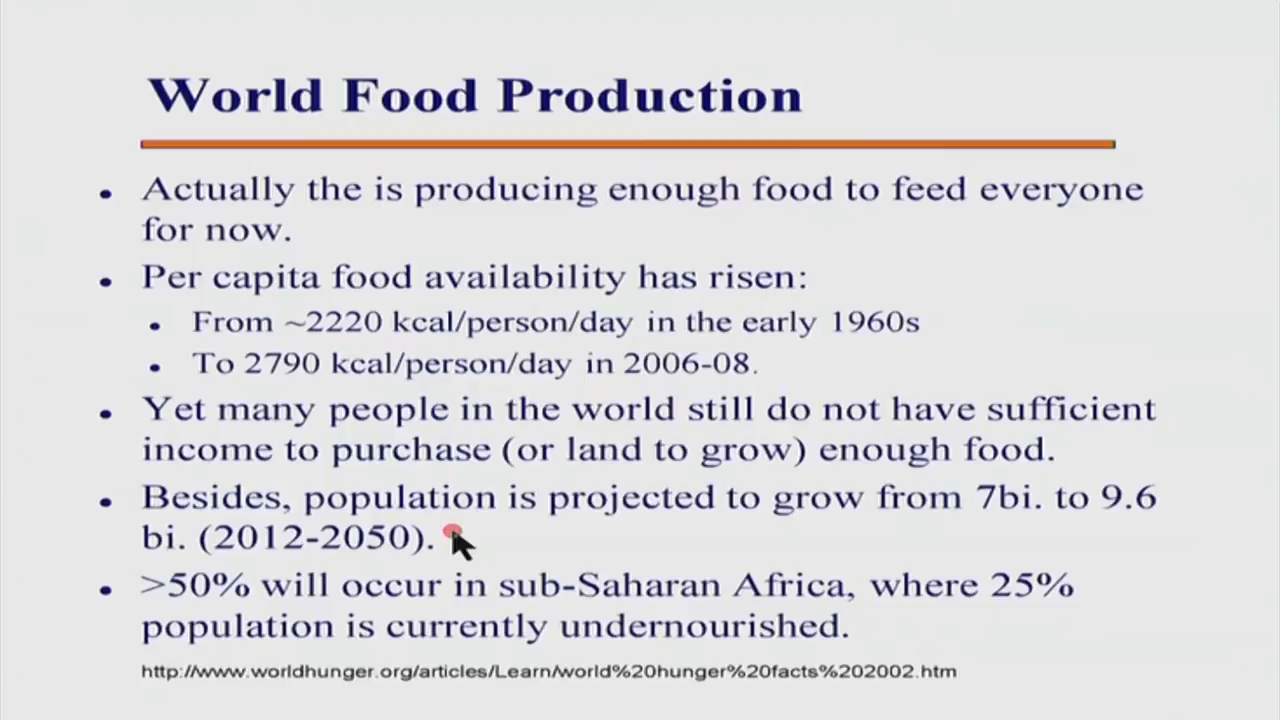 World Food Production
• Actually the is producing enough food to feed everyone
for now.
• Per capita food availability has risen:
• From ~2220 kcal/person/day in the early 1960s
• To 2790 kcal/person/day in 2006-08.
• Yet many people in the world still do not have sufficient
income to purchase (or land to grow) enough food.
• Besides, population is projected to grow from 7bi. to 9.6
bi. (2012-2050).
• >50% will occur in sub-Saharan Africa, where 25%
population is currently undernourished.
http://www.worldhunger.org/articles/Learn/world%20hunger%20facts%202002.htm